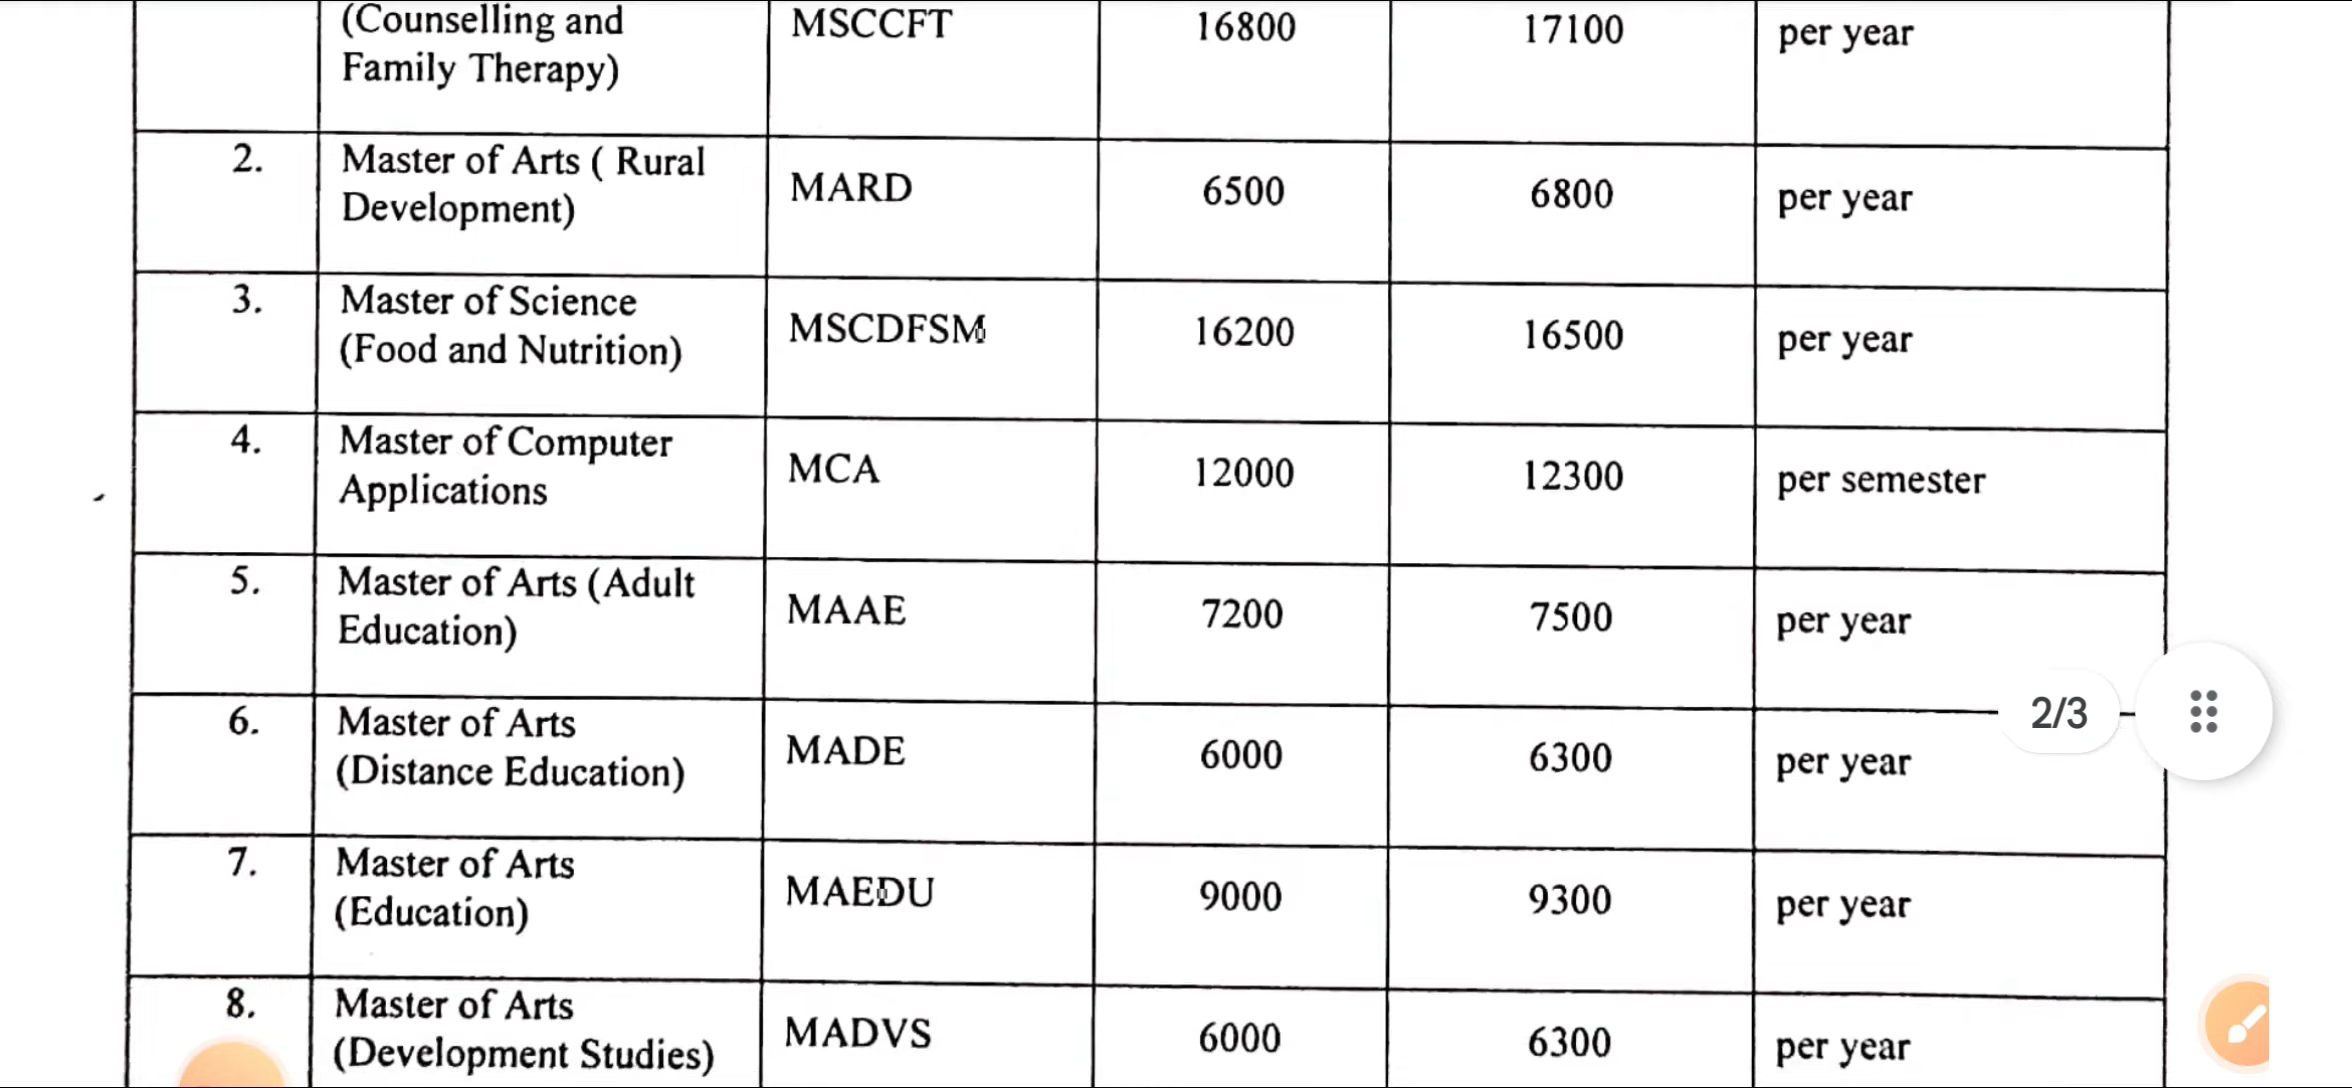 (Counselling and
Family Therapy) MSCCFT 16800 17100 per year
2. Master of Arts ( Rural
Development) MARD 6500 6800 per year
3. Master of Science
(Food and Nutrition) MSCDFSM 16200 16500 per year
4. Master of Computer
Applications MCA 12000 12300 per semester
5. Master of Arts (Adult
Education) MAAE 7200 7500 per year
6. Master of Arts
(Distance Education) MADE 6000 6300 per year
2/3
7. Master of Arts
(Education) MAEDU 9000 9300 per year
8. Master of Arts
(Development Studies) MADVS 6000 6300 per year